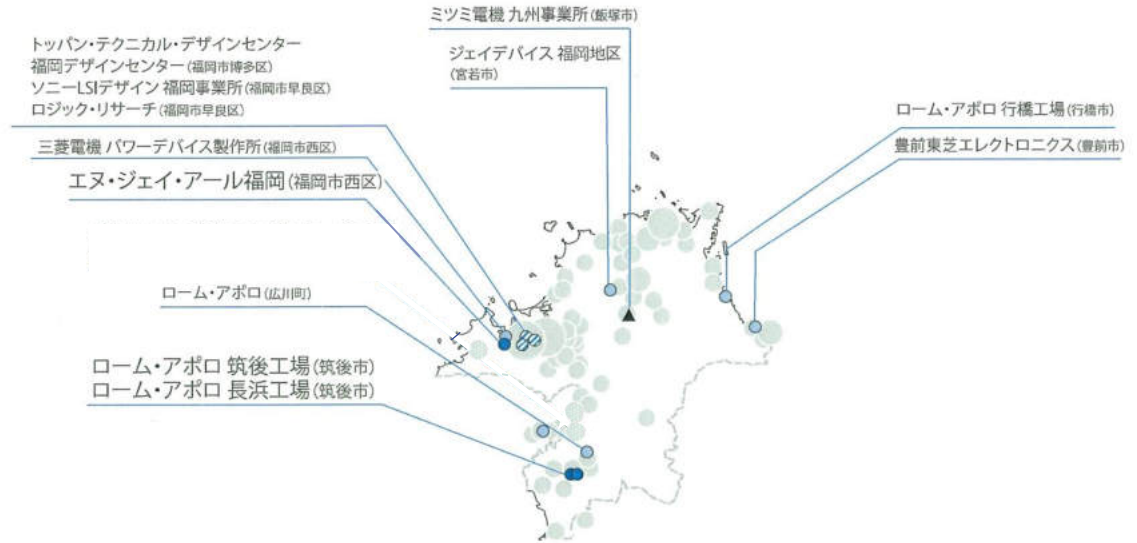 ミツミ電機 九州事業所(飯塚市)
トッパン・テクニカル・デザインセンター
福岡デザインセンター(福岡市博多区)
ソニーLSIデザイン 福岡事業所(福岡市早良区)
ロジック・リサーチ(福岡市早良区)
ジェイデバイス 福岡地区
(宮若市)
ローム・アポロ 行橋工場(行橋市)
三菱電機 パワーデバイス製作所(福岡市西区)
豊前東芝エレクトロニクス(豊前市)
エヌ・ジェイ・アール福岡(福岡市西区)
ローム・アポロ(広川町)
ローム・アポロ 筑後工場(筑後市)
ローム・アポロ 長浜工場(筑後市)